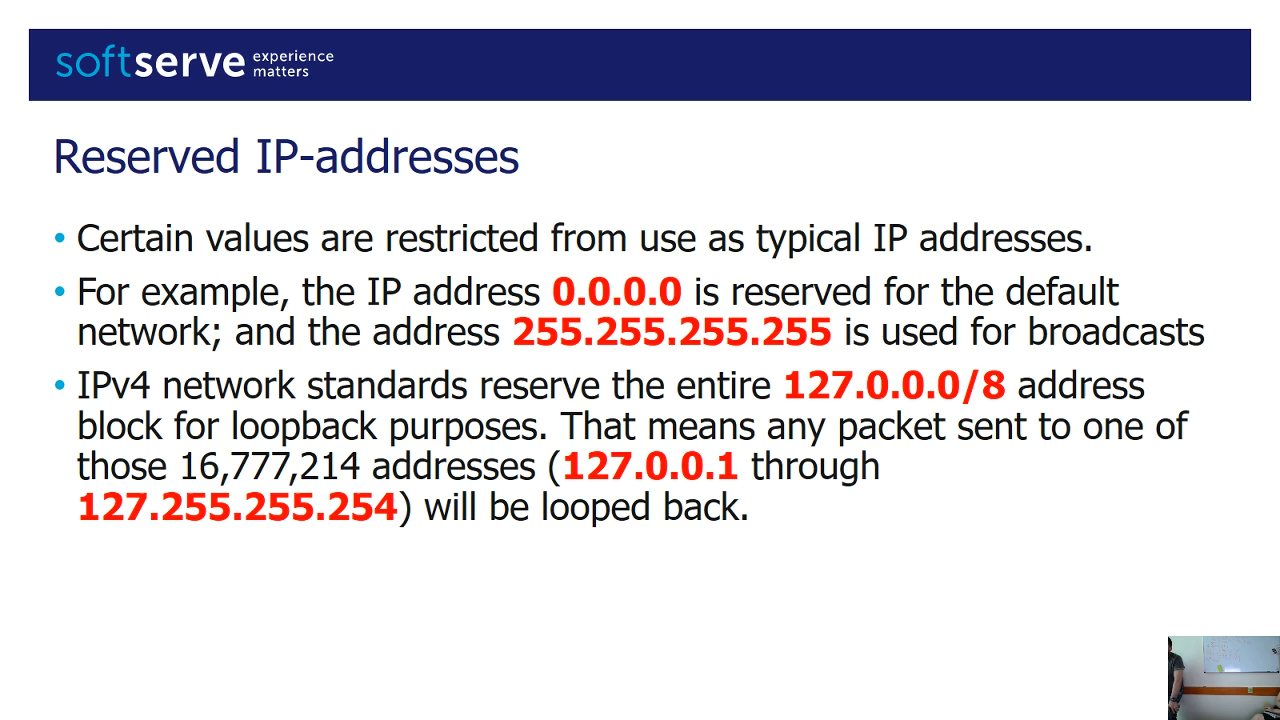 softserve experience matters
Reserved IP-addresses
• Certain values are restricted from use as typical IP addresses.
• For example, the IP address 0.0.0.0 is reserved for the default
network; and the address 255.255.255.255 is used for broadcasts
• IPv4 network standards reserve the entire 127.0.0.0/8 address
block for loopback purposes. That means any packet sent to one of
those 16,777,214 addresses (127.0.0.1 through
127.255.255.254) will be looped back.